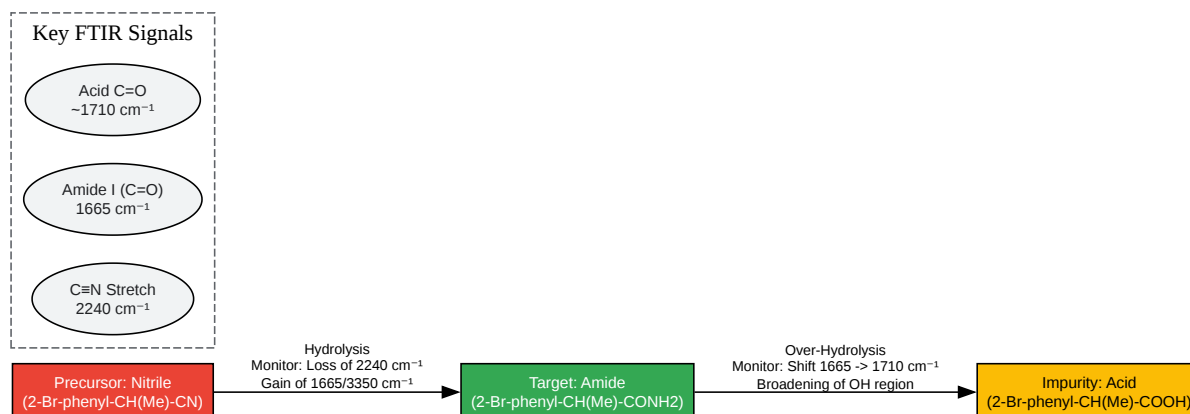 Key FTIR Signals
Acid C=O
~1710 cm⁻¹
Amide I (C=O)
1665 cm⁻¹
C≡N Stretch
2240 cm⁻¹
Precursor: Nitrile
(2-Br-phenyl-CH(Me)-CN)
Hydrolysis
Monitor: Loss of 2240 cm⁻¹
Gain of 1665/3350 cm⁻¹
Target: Amide
(2-Br-phenyl-CH(Me)-CONH2)
Over-Hydrolysis
Monitor: Shift 1665 -> 1710 cm⁻¹
Broadening of OH region
Impurity: Acid
(2-Br-phenyl-CH(Me)-COOH)